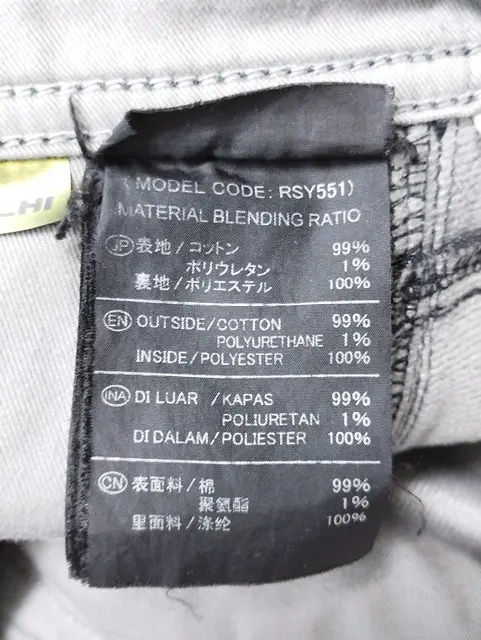 CHI
( MODEL CODE: RSY551)
MATERIAL BLENDING RATIO
JP 表地/コットン 99%
ポリウレタン 1%
裏地/ポリエステル 100%
EN OUTSIDE/COTTON 99%
POLYURETHANE 1%
INSIDE/POLYESTER 100%
INA DI LUAR /KAPAS 99%
POLIURETAN 1%
DI DALAM/POLIESTER 100%
CN 表面料/棉 99%
聚氨酯 1%
里面料/涤纶 100%